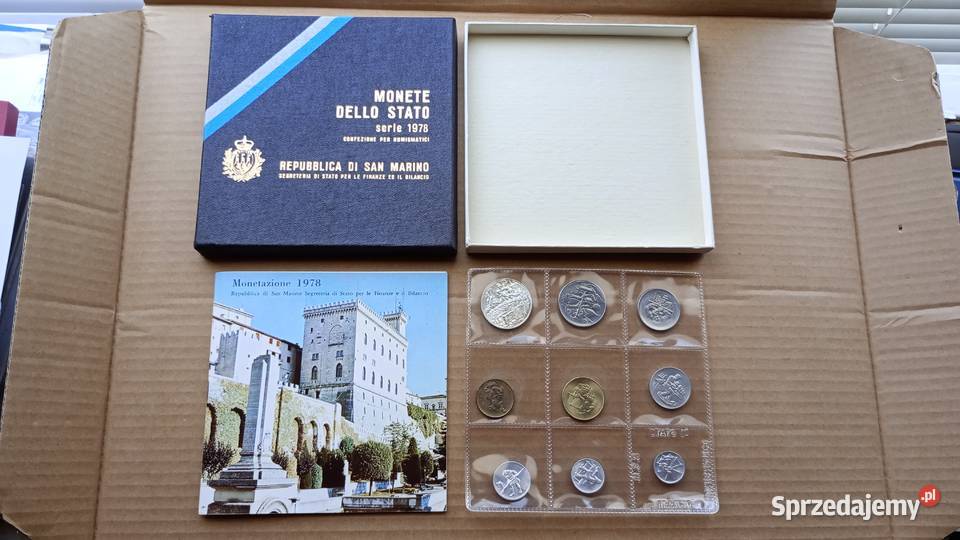 MONETE
DELLO STATO
serie 1978
CONFEZIONE PER NUMISMATICI
REPUBBLICA DI SAN MARINO
SEGRETERIA DI STATO PER LE FINANZE ED IL BILANCIO
Monetazione 1978
Repubblica di San Marino Segreteria di Stato per le Finanze e il Bilancio
Sprzedajemy.pl